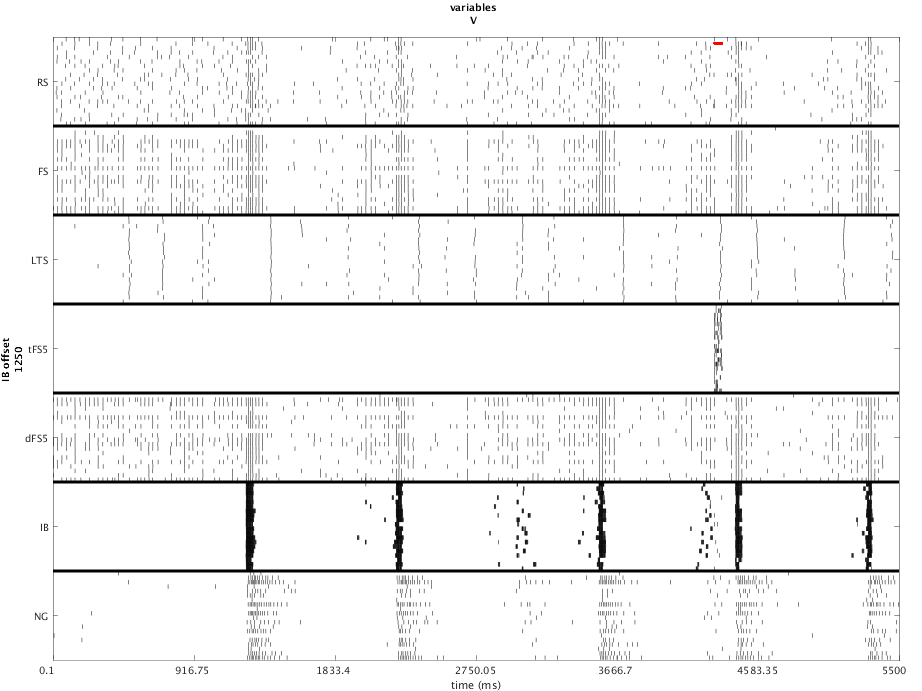 variables
V
RS
FS
LTS
tFS5
dFS5
IB
NG
IB offset
1250
0.1
916.75
1833.4
2750.05
3666.7
4583.35
5500
time (ms)